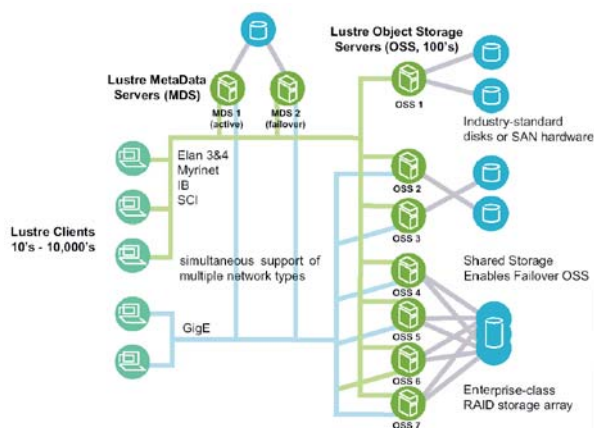 Lustre MetaData
Servers (MDS)
MDS 1
(active)
MDS 2
(failover)
Lustre Object Storage
Servers (OSS, 100's)
OSS 1
Industry-standard
disks or SAN hardware
Elan 3&4
Myrinet
IB
SCI
Lustre Clients
10's - 10,000's
simultaneous support of
multiple network types
GigE
OSS 2
OSS 3
Shared Storage
Enables Failover OSS
OSS 4
OSS 5
OSS 6
OSS 7
Enterprise-class
RAID storage array